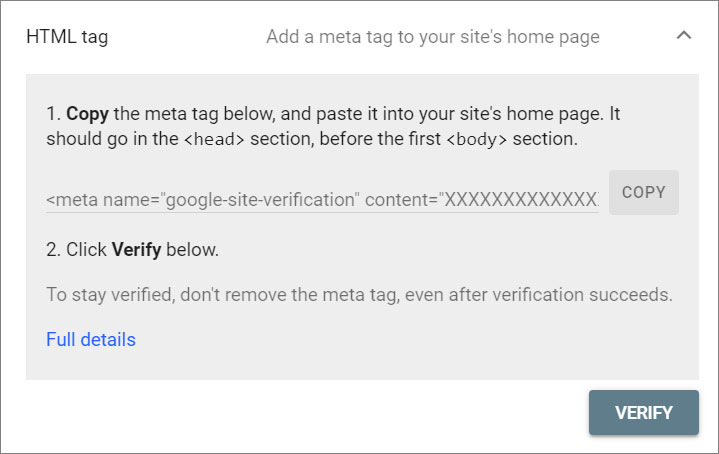 HTML tag Add a meta tag to your site's home page
1. Copy the meta tag below, and paste it into your site's home page. It
should go in the <head> section, before the first <body> section.
<meta name="google-site-verification" content="XXXXXXXXXXXXXX
COPY
2. Click Verify below.
To stay verified, don't remove the meta tag, even after verification succeeds.
Full details
VERIFY